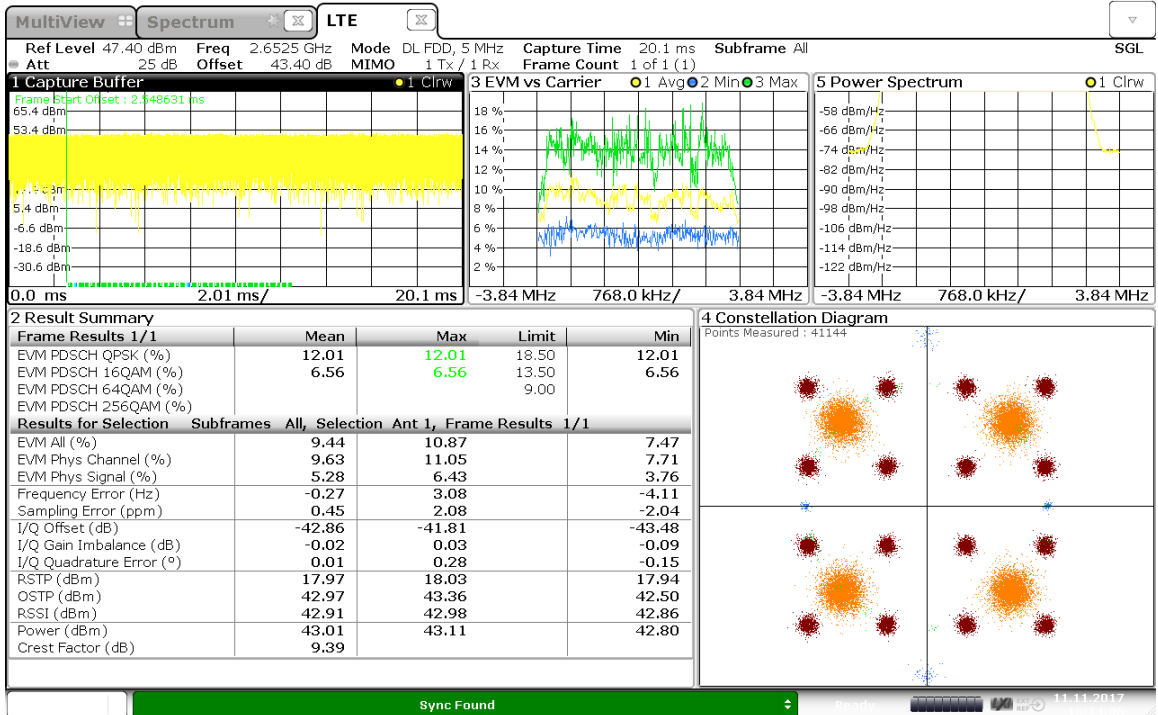 MultiView Spectrum LTE
Ref Level 47.40 dBm Freq 2.6525 GHz Mode DL FDD, 5 MHz Capture Time 20.1 ms Subframe All SGL
Att 25 dB Offset 43.40 dB MIMO 1 Tx / 1 Rx Frame Count 1 of 1 (1)
1 Capture Buffer 1 Clrw
Frame Start Offset : 2.548631 ms
65.4 dBm
53.4 dBm
5.4 dBm
-6.6 dBm
-18.6 dBm
-30.6 dBm
0.0 ms 2.01 ms/ 20.1 ms
3 EVM vs Carrier 1 Avg 2 Min 3 Max
18 %
16 %
14 %
12 %
10 %
8 %
6 %
4 %
2 %
-3.84 MHz 768.0 kHz/ 3.84 MHz
5 Power Spectrum 1 Clrw
-58 dBm/Hz
-66 dBm/Hz
-74 dBm/Hz
-82 dBm/Hz
-90 dBm/Hz
-98 dBm/Hz
-106 dBm/Hz
-114 dBm/Hz
-122 dBm/Hz
-3.84 MHz 768.0 kHz/ 3.84 MHz
2 Result Summary
Frame Results 1/1 Mean Max Limit Min
EVM PDSCH QPSK (%) 12.01 12.01 18.50 12.01
EVM PDSCH 16QAM (%) 6.56 6.56 13.50 6.56
EVM PDSCH 64QAM (%) 9.00
EVM PDSCH 256QAM (%)
Results for Selection Subframes All, Selection Ant 1, Frame Results 1/1
EVM All (%) 9.44 10.87 7.47
EVM Phys Channel (%) 9.63 11.05 7.71
EVM Phys Signal (%) 5.28 6.43 3.76
Frequency Error (Hz) -0.27 3.08 -4.11
Sampling Error (ppm) 0.45 2.08 -2.04
I/Q Offset (dB) -42.86 -41.81 -43.48
I/Q Gain Imbalance (dB) -0.02 0.03 -0.09
I/Q Quadrature Error (°) 0.01 0.28 -0.15
RSTP (dBm) 17.97 18.03 17.94
OSTP (dBm) 42.97 43.36 42.50
RSSI (dBm) 42.91 42.98 42.86
Power (dBm) 43.01 43.11 42.80
Crest Factor (dB) 9.39
4 Constellation Diagram
Points Measured : 41144
Sync Found
Ready
LXI
EXT
REF
11.11.2017